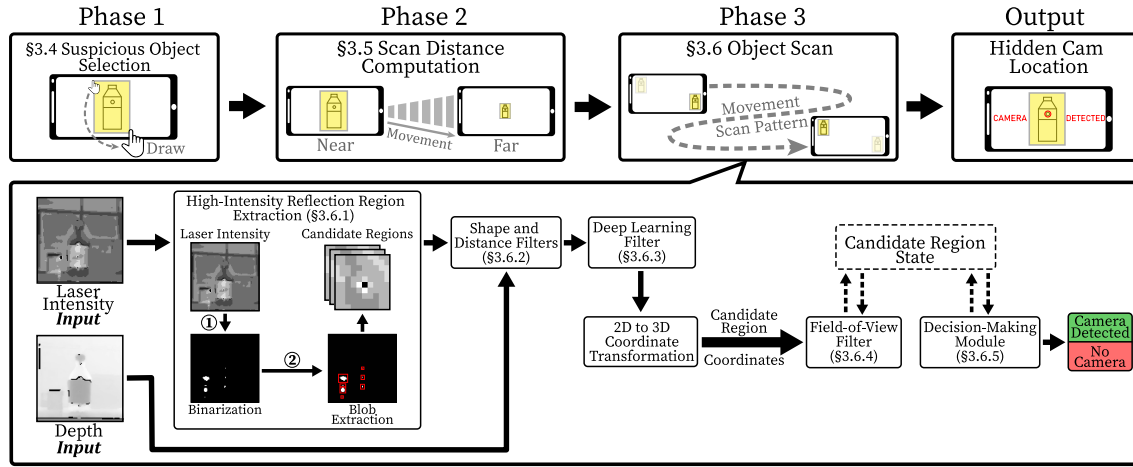 Phase 1
Phase 2
Phase 3
Output
§3.4 Suspicious Object
Selection
Draw
§3.5 Scan Distance
Computation
Movement
Near
Far
§3.6 Object Scan
Movement
Scan Pattern
Hidden Cam
Location
CAMERA
DETECTED
Laser
Intensity
Input
Depth
Input
High-Intensity Reflection Region
Extraction (§3.6.1)
Laser Intensity
Candidate Regions
①
②
Binarization
Blob
Extraction
Shape and
Distance Filters
(§3.6.2)
Deep Learning
Filter
(§3.6.3)
2D to 3D
Coordinate
Transformation
Candidate
Region
Coordinates
Candidate Region
State
Field-of-View
Filter
(§3.6.4)
Decision-Making
Module
(§3.6.5)
Camera
Detected
No
Camera